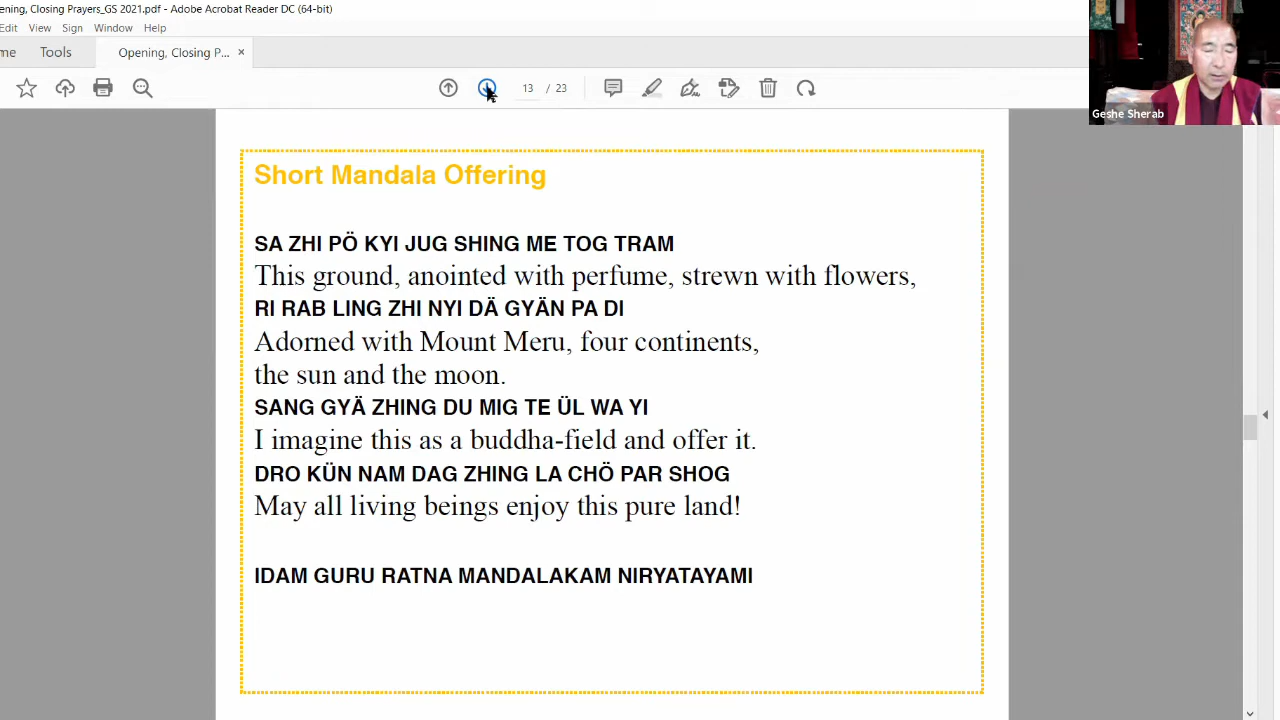 ening, Closing Prayers_GS 2021.pdf - Adobe Acrobat Reader DC (64-bit)
Edit View Sign Window Help
me Tools Opening, Closing P... ×
13 / 23
Geshe Sherab
Short Mandala Offering
SA ZHI PÖ KYI JUG SHING ME TOG TRAM
This ground, anointed with perfume, strewn with flowers,
RI RAB LING ZHI NYI DÄ GYÄN PA DI
Adorned with Mount Meru, four continents,
the sun and the moon.
SANG GYÄ ZHING DU MIG TE ÜL WA YI
I imagine this as a buddha-field and offer it.
DRO KÜN NAM DAG ZHING LA CHÖ PAR SHOG
May all living beings enjoy this pure land!
IDAM GURU RATNA MANDALAKAM NIRYATAYAMI